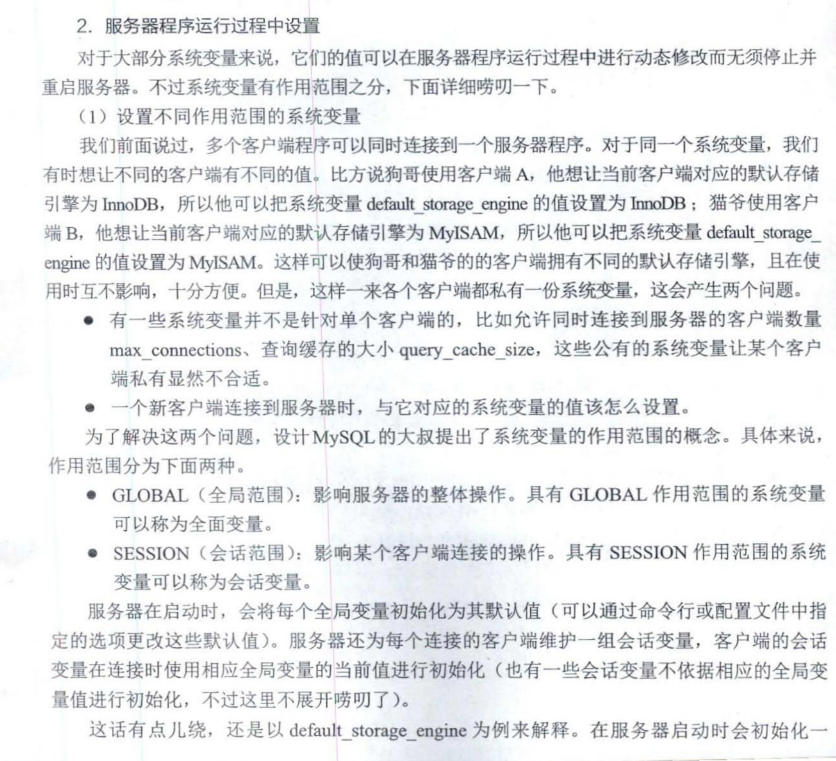 2. 服务器程序运行过程中设置
对于大部分系统变量来说，它们的值可以在服务器程序运行过程中进行动态修改而无须停止并
重启服务器。不过系统变量有作用范围之分，下面详细唠叨一下。
（1）设置不同作用范围的系统变量
我们前面说过，多个客户端程序可以同时连接到一个服务器程序。对于同一个系统变量，我们
有时想让不同的客户端有不同的值。比方说狗哥使用客户端 A，他想让当前客户端对应的默认存储
引擎为 InnoDB，所以他可以把系统变量 default_storage_engine 的值设置为 InnoDB；猫爷使用客户
端 B，他想让当前客户端对应的默认存储引擎为 MyISAM，所以他可以把系统变量 default_storage_
engine 的值设置为 MyISAM。这样可以使狗哥和猫爷的的客户端拥有不同的默认存储引擎，且在使
用时互不影响，十分方便。但是，这样一来各个客户端都私有一份系统变量，这会产生两个问题。
● 有一些系统变量并不是针对单个客户端的，比如允许同时连接到服务器的客户端数量
max_connections、查询缓存的大小 query_cache_size，这些公有的系统变量让某个客户
端私有显然不合适。
● 一个新客户端连接到服务器时，与它对应的系统变量的值该怎么设置。
为了解决这两个问题，设计 MySQL 的大叔提出了系统变量的作用范围的概念。具体来说，
作用范围分为下面两种。
● GLOBAL（全局范围）：影响服务器的整体操作。具有 GLOBAL 作用范围的系统变量
可以称为全面变量。
● SESSION（会话范围）：影响某个客户端连接的操作。具有 SESSION 作用范围的系统
变量可以称为会话变量。
服务器在启动时，会将每个全局变量初始化为其默认值（可以通过命令行或配置文件中指
定的选项更改这些默认值）。服务器还为每个连接的客户端维护一组会话变量，客户端的会话
变量在连接时使用相应全局变量的当前值进行初始化（也有一些会话变量不依据相应的全局变
量值进行初始化，不过这里不展开唠叨了）。
这话有点儿绕，还是以 default_storage_engine 为例来解释。在服务器启动时会初始化一